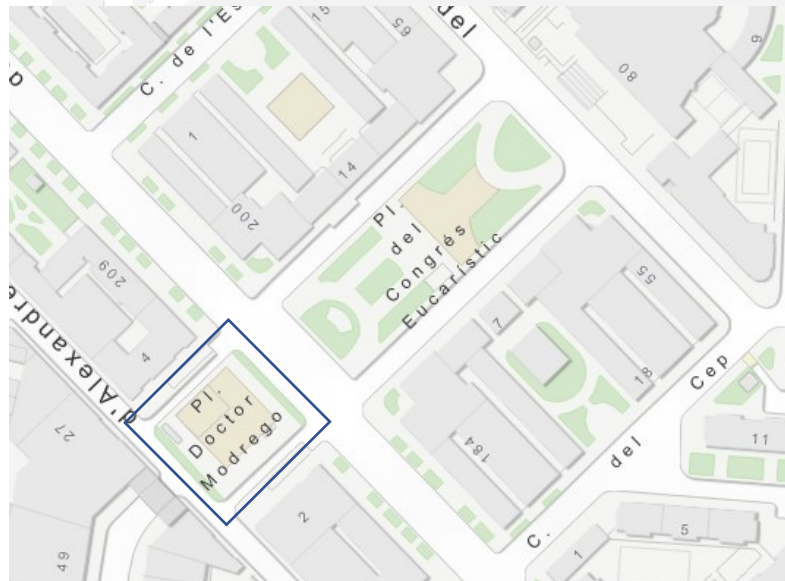 C. de l'Es
15
65
del
80
9
1
14
200
Pl.
del
Congrés
Eucarístic
209
4
d'Alexandre
Pl.
Doctor
Modrego
27
7
55
18
184
C. del Cep
11
2
49
1
5